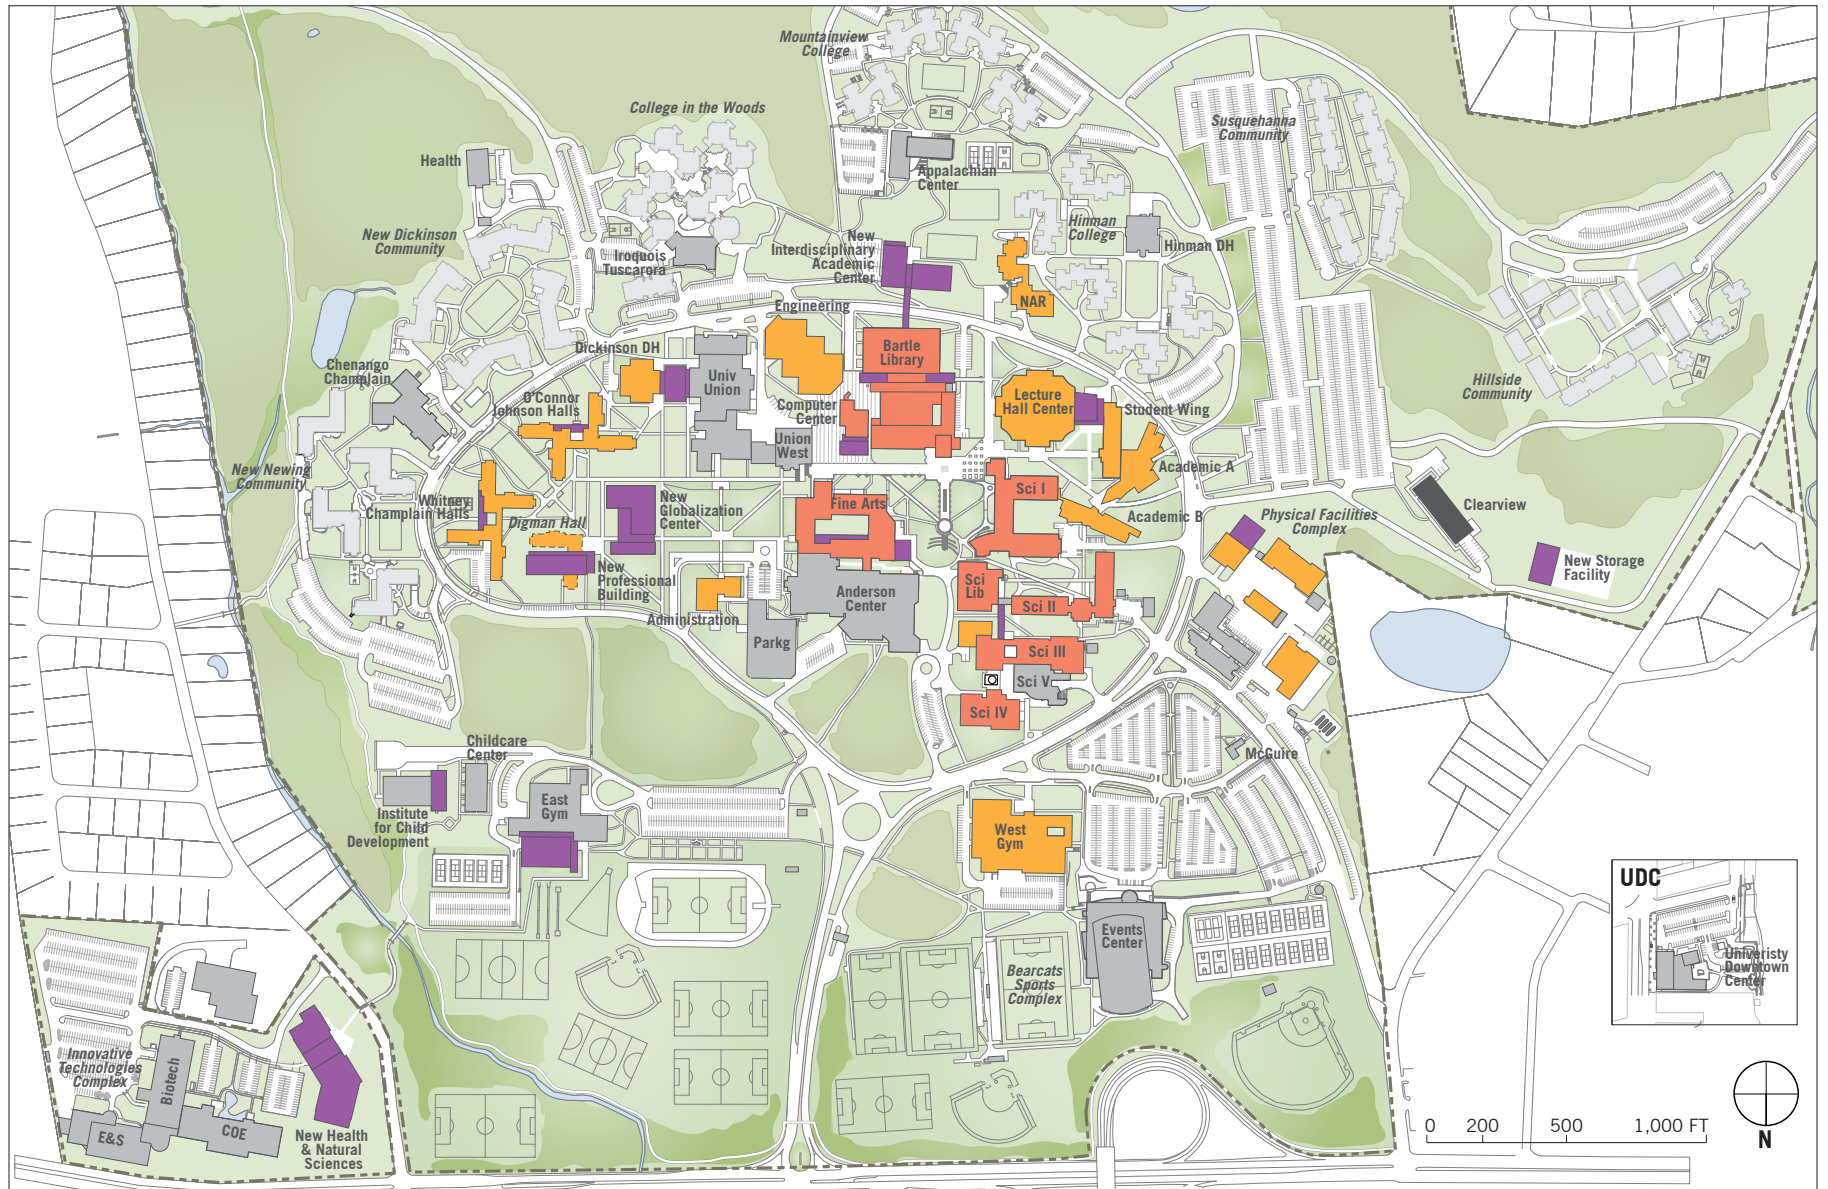 Mountainview
College
College in the Woods
Susquehanna
Community
Health
Appalachian
Center
New Dickinson
Community
Iroquois
Tuscarora
New
Interdisciplinary
Academic
Center
Hinman
College
Hinman DH
NAR
Engineering
Dickinson DH
Bartle
Library
Univ
Union
Chenango
Champlain
O'Connor
Johnson Halls
Computer
Center
Lecture
Hall Center
Student Wing
Hillside
Community
Union
West
New Newing
Community
Academic A
Whitney
Champlain Halls
Digman Hall
New
Globalization
Center
Fine Arts
Sci I
Academic B
Clearview
Physical Facilities
Complex
New Storage
Facility
New
Professional
Building
Anderson
Center
Sci
Lib
Sci II
Administration
Parkg
Sci III
Sci V
Sci IV
McGuire
Childcare
Center
East
Gym
Institute
for Child
Development
West
Gym
UDC
Univeristy
Downtown
Center
Events
Center
Bearcats
Sports
Complex
Innovative
Technologies
Complex
Biotech
E&S
COE
New Health
& Natural
Sciences
0 200 500 1,000 FT
N